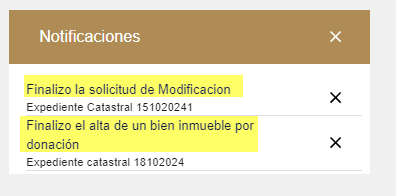 Notificaciones
Finalizo la solicitud de Modificacion
Expediente Catastral 151020241
Finalizo el alta de un bien inmueble por
donación
Expediente catastral 18102024